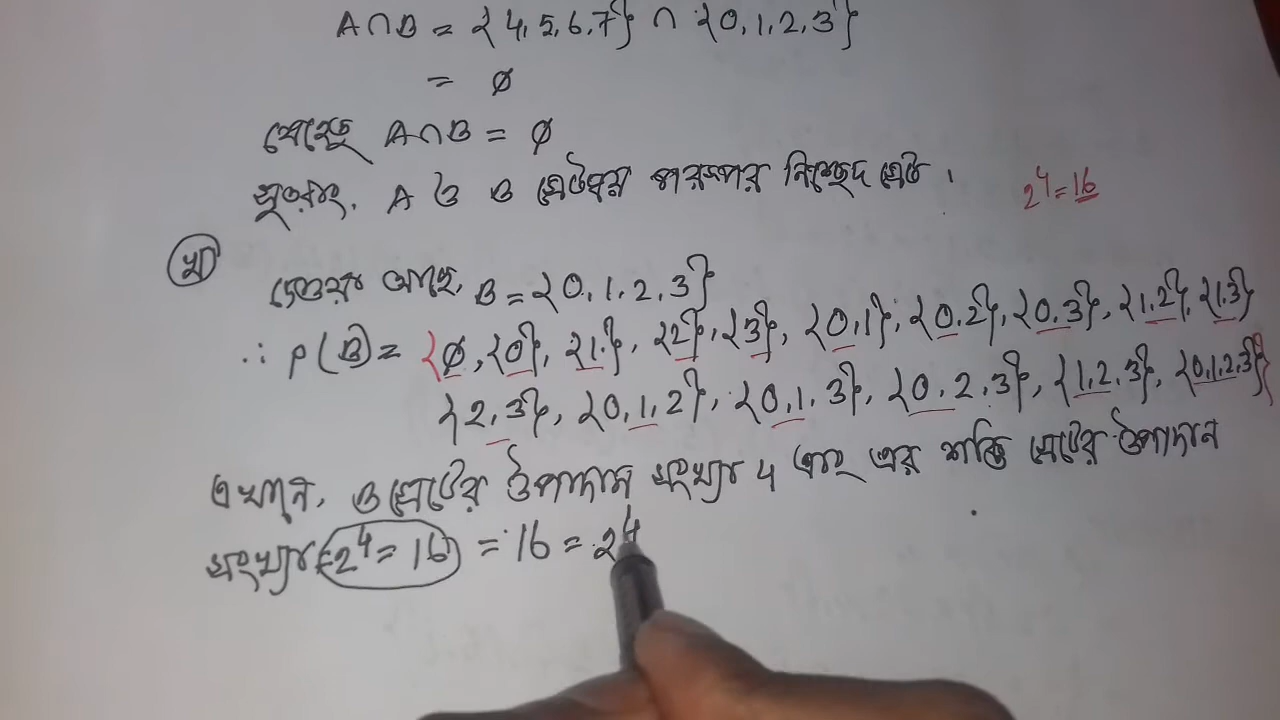 A∩B = {4,5,6,7} ∩ {0,1,2,3}
= ∅
যেহেতু A∩B = ∅
সুতরাং, A ও B সেটদ্বয় পরস্পর নিশ্ছেদ সেট।
2⁴=16
খ
দেওয়া আছে, B = {0,1,2,3}
∴ P(B) = {∅, {0}, {1}, {2}, {3}, {0,1}, {0,2}, {0,3}, {1,2}, {1,3}
{2,3}, {0,1,2}, {0,1,3}, {0,2,3}, {1,2,3}, {0,1,2,3}}
এখানে, B সেটের উপাদান সংখ্যা 4 এবং এর শক্তি সেটের উপাদান
সংখ্যা = 2⁴ = 16 = 16 = 2⁴